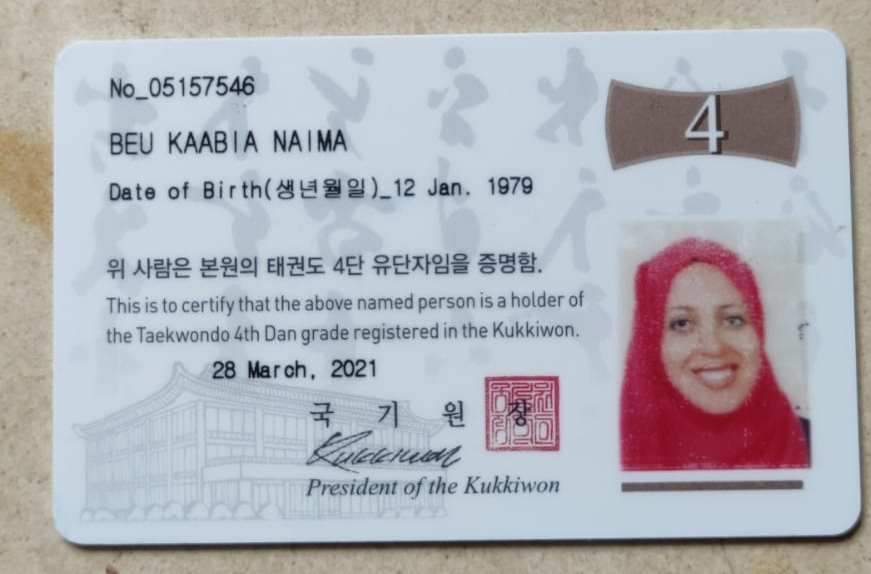 No_05157546
4
BEU KAABIA NAIMA
Date of Birth(생년월일)_12 Jan. 1979
위 사람은 본원의 태권도 4단 유단자임을 증명함.
This is to certify that the above named person is a holder of
the Taekwondo 4th Dan grade registered in the Kukkiwon.
28 March, 2021
국 기 원 장
Kukkiwon
President of the Kukkiwon